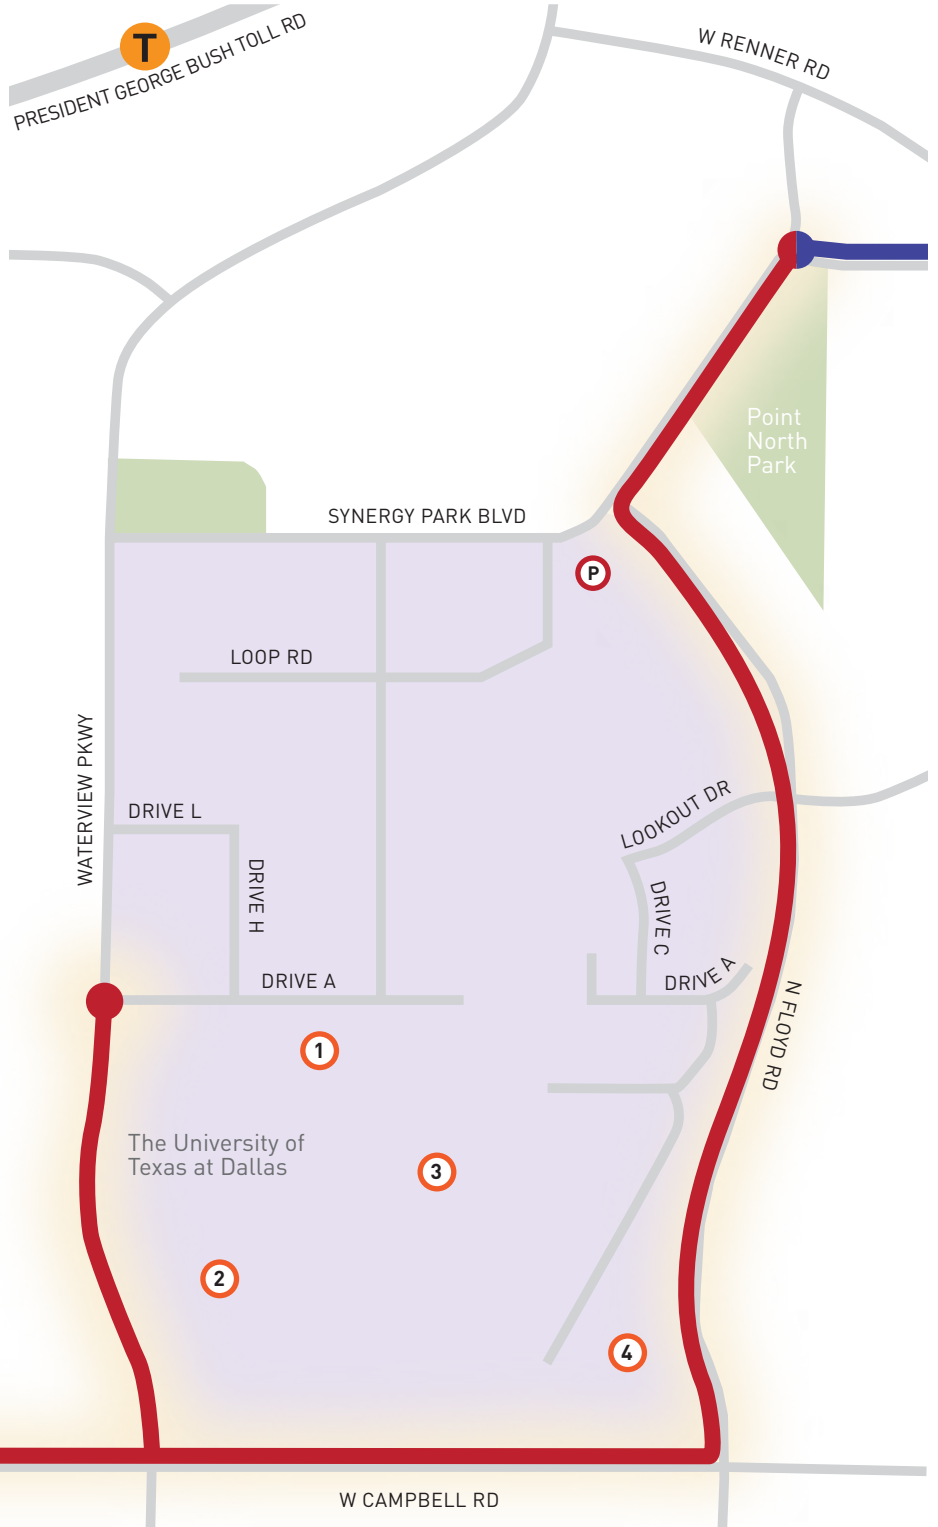 T
PRESIDENT GEORGE BUSH TOLL RD
W RENNER RD
Point
North
Park
SYNERGY PARK BLVD
P
LOOP RD
WATERVIEW PKWY
LOOKOUT DR
DRIVE L
DRIVE H
DRIVE C
DRIVE A
DRIVE A
N FLOYD RD
1
The University of
Texas at Dallas
3
2
4
W CAMPBELL RD